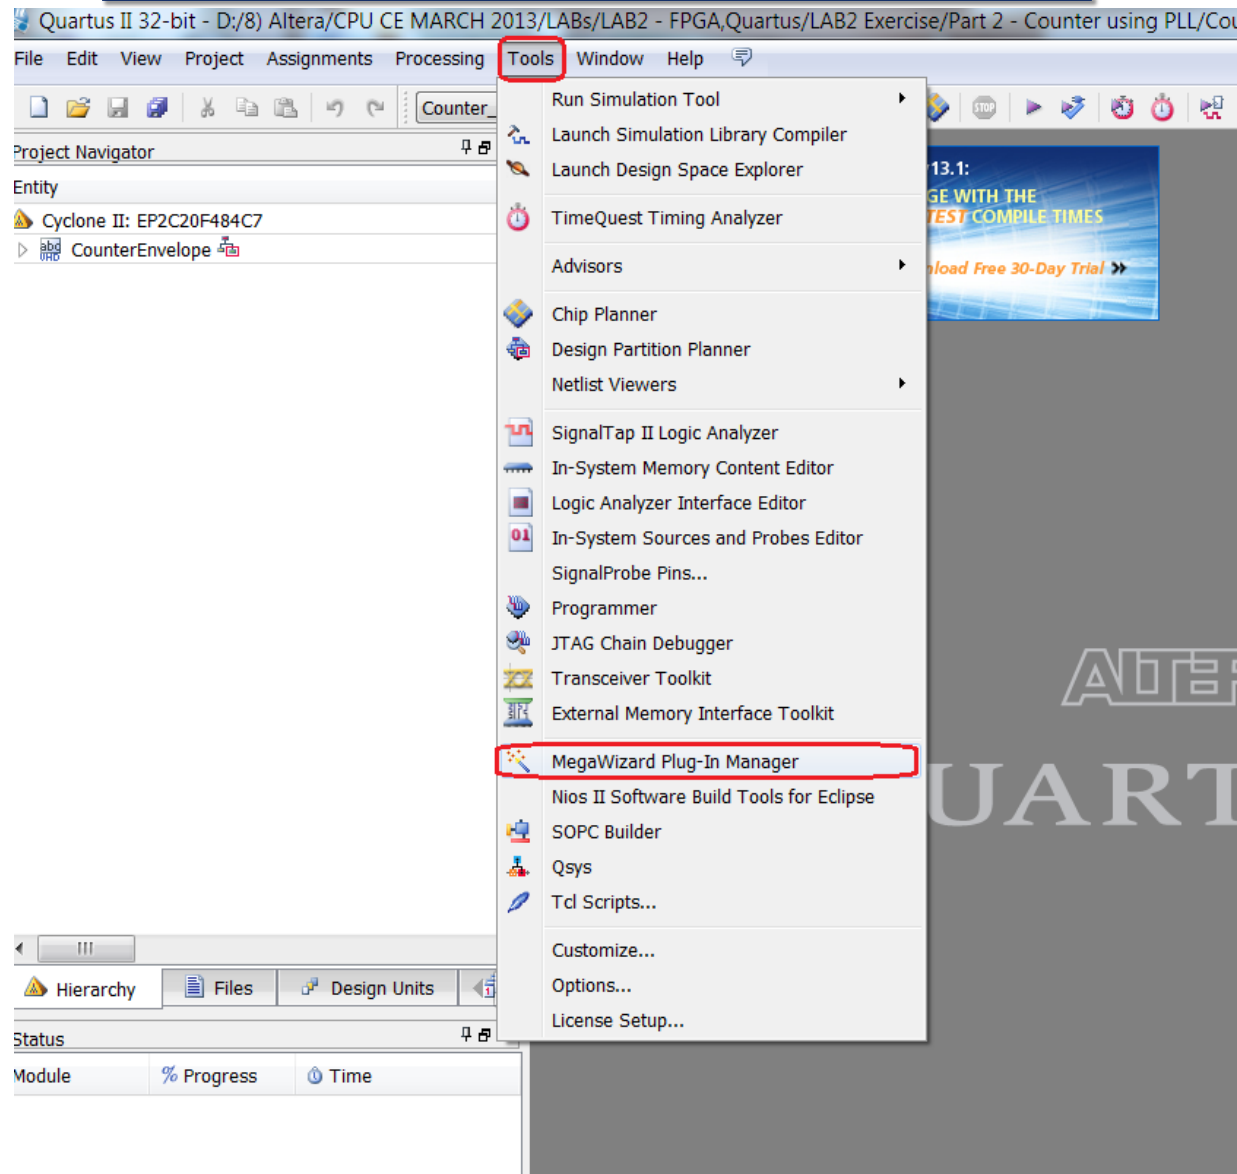 Quartus II 32-bit - D:/8) Altera/CPU CE MARCH 2013/LABs/LAB2 - FPGA,Quartus/LAB2 Exercise/Part 2 - Counter using PLL/Cou
File Edit View Project Assignments Processing Tools Window Help
Counter_
STOP
Project Navigator
Entity
Cyclone II: EP2C20F484C7
abd VHD CounterEnvelope
Run Simulation Tool
Launch Simulation Library Compiler
Launch Design Space Explorer
TimeQuest Timing Analyzer
Advisors
Chip Planner
Design Partition Planner
Netlist Viewers
SignalTap II Logic Analyzer
In-System Memory Content Editor
Logic Analyzer Interface Editor
01 In-System Sources and Probes Editor
SignalProbe Pins...
Programmer
JTAG Chain Debugger
Transceiver Toolkit
External Memory Interface Toolkit
MegaWizard Plug-In Manager
Nios II Software Build Tools for Eclipse
SOPC Builder
Qsys
Tcl Scripts...
Customize...
Options...
License Setup...
13.1:
GE WITH THE
TEST COMPILE TIMES
nload Free 30-Day Trial
ALTER
UART
Hierarchy Files Design Units
Status
Module % Progress Time